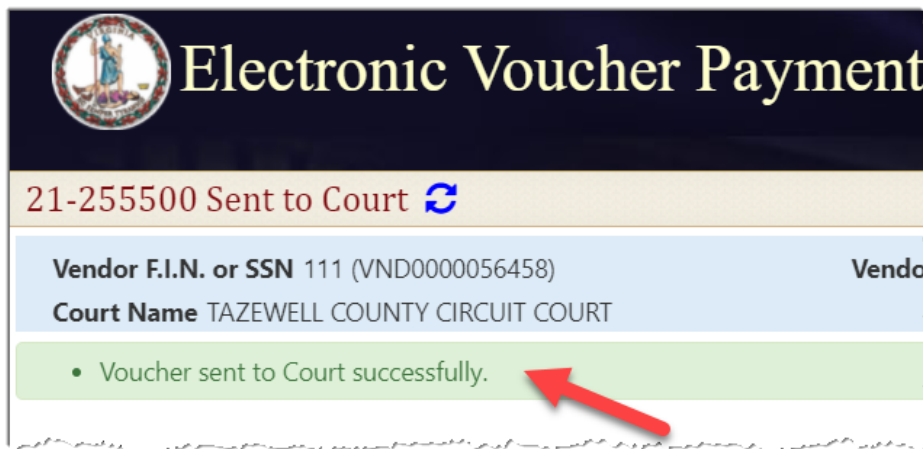 VIRGINIA
Electronic Voucher Payment
21-255500 Sent to Court
Vendor F.I.N. or SSN 111 (VND0000056458)
Court Name TAZEWELL COUNTY CIRCUIT COURT
• Voucher sent to Court successfully.